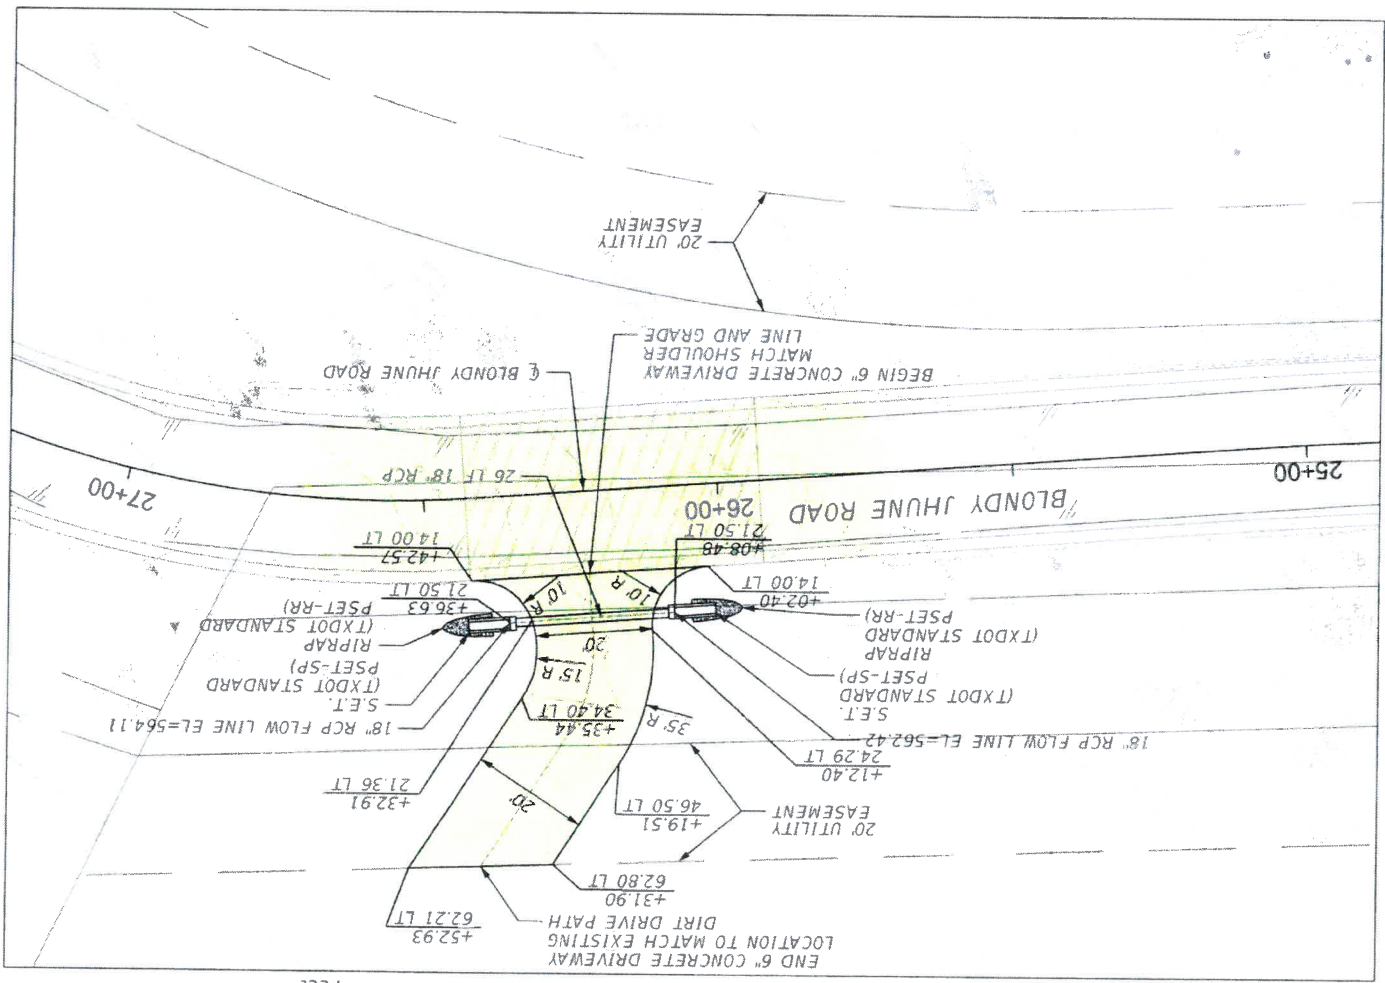 END 6" CONCRETE DRIVEWAY
LOCATION TO MATCH EXISTING
DIRT DRIVE PATH
+52.93
62.21 LT
+31.90
62.80 LT
20' UTILITY
EASEMENT
+19.51
46.50 LT
20'
+32.91
21.36 LT
+12.40
24.29 LT
18" RCP FLOW LINE EL=562.42
35' R
+35.44
34.40 LT
18" RCP FLOW LINE EL=564.11
S.E.T.
(TXDOT STANDARD
PSET-SP)
15' R
S.E.T.
(TXDOT STANDARD
PSET-SP)
RIPRAP
(TXDOT STANDARD
PSET-RR)
20'
RIPRAP
(TXDOT STANDARD
PSET-RR)
+02.40
14.00 LT
10' R
10' R
+36.63
21.50 LT
+08.48
21.50 LT
+42.57
14.00 LT
BLONDY JHUNE ROAD
25+00
26+00
27+00
26 LF 18" RCP
BEGIN 6" CONCRETE DRIVEWAY
MATCH SHOULDER
LINE AND GRADE
℄ BLONDY JHUNE ROAD
20' UTILITY
EASEMENT